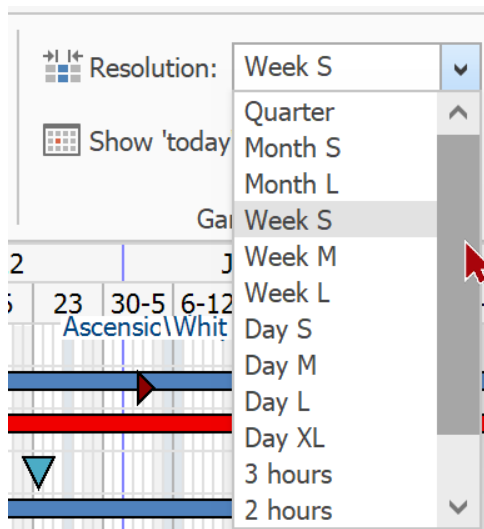 Resolution: Week S
Quarter
Show 'today
Month S
Month L
Gai
Week S
2 J
Week M
23 30-5 6-12
Week L
Ascensic\Whit
Day S
Day M
Day L
Day XL
3 hours
2 hours